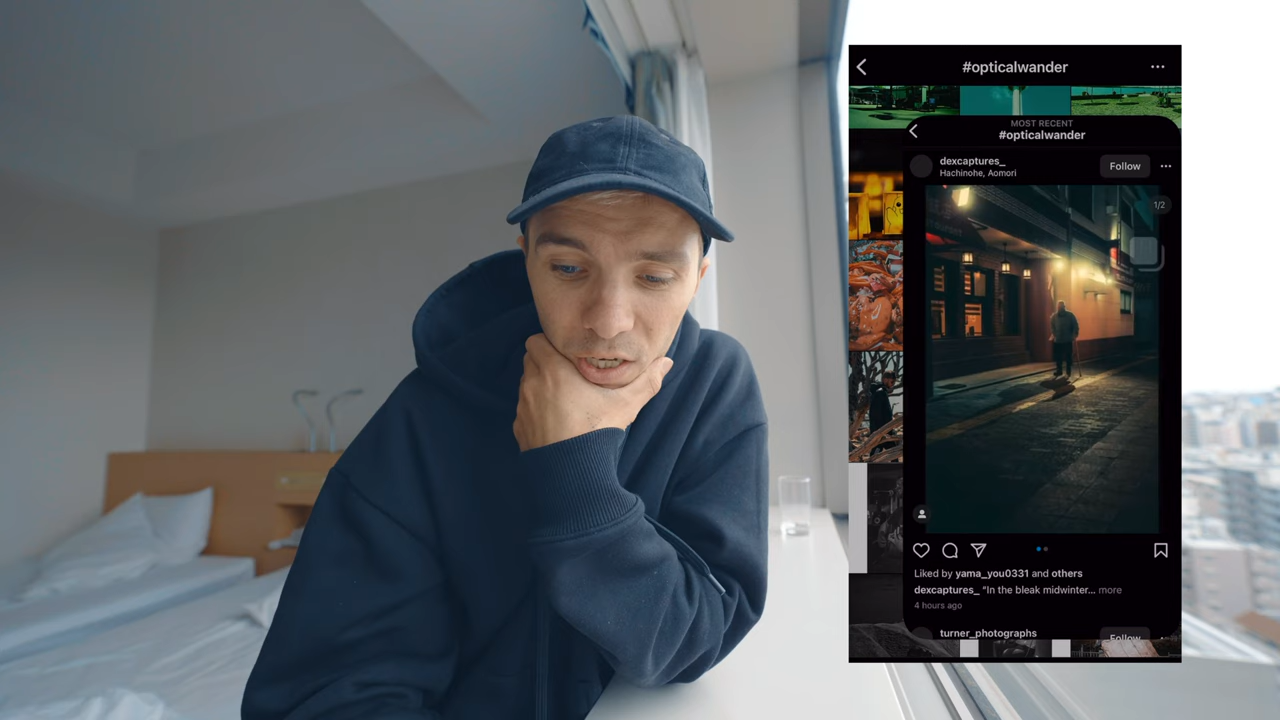 #opticalwander
MOST RECENT
#opticalwander
dexcaptures_
Hachinohe, Aomori
Follow
1/2
Liked by yama_you0331 and others
dexcaptures_ "In the bleak midwinter... more
4 hours ago
turner_photographs
Follow